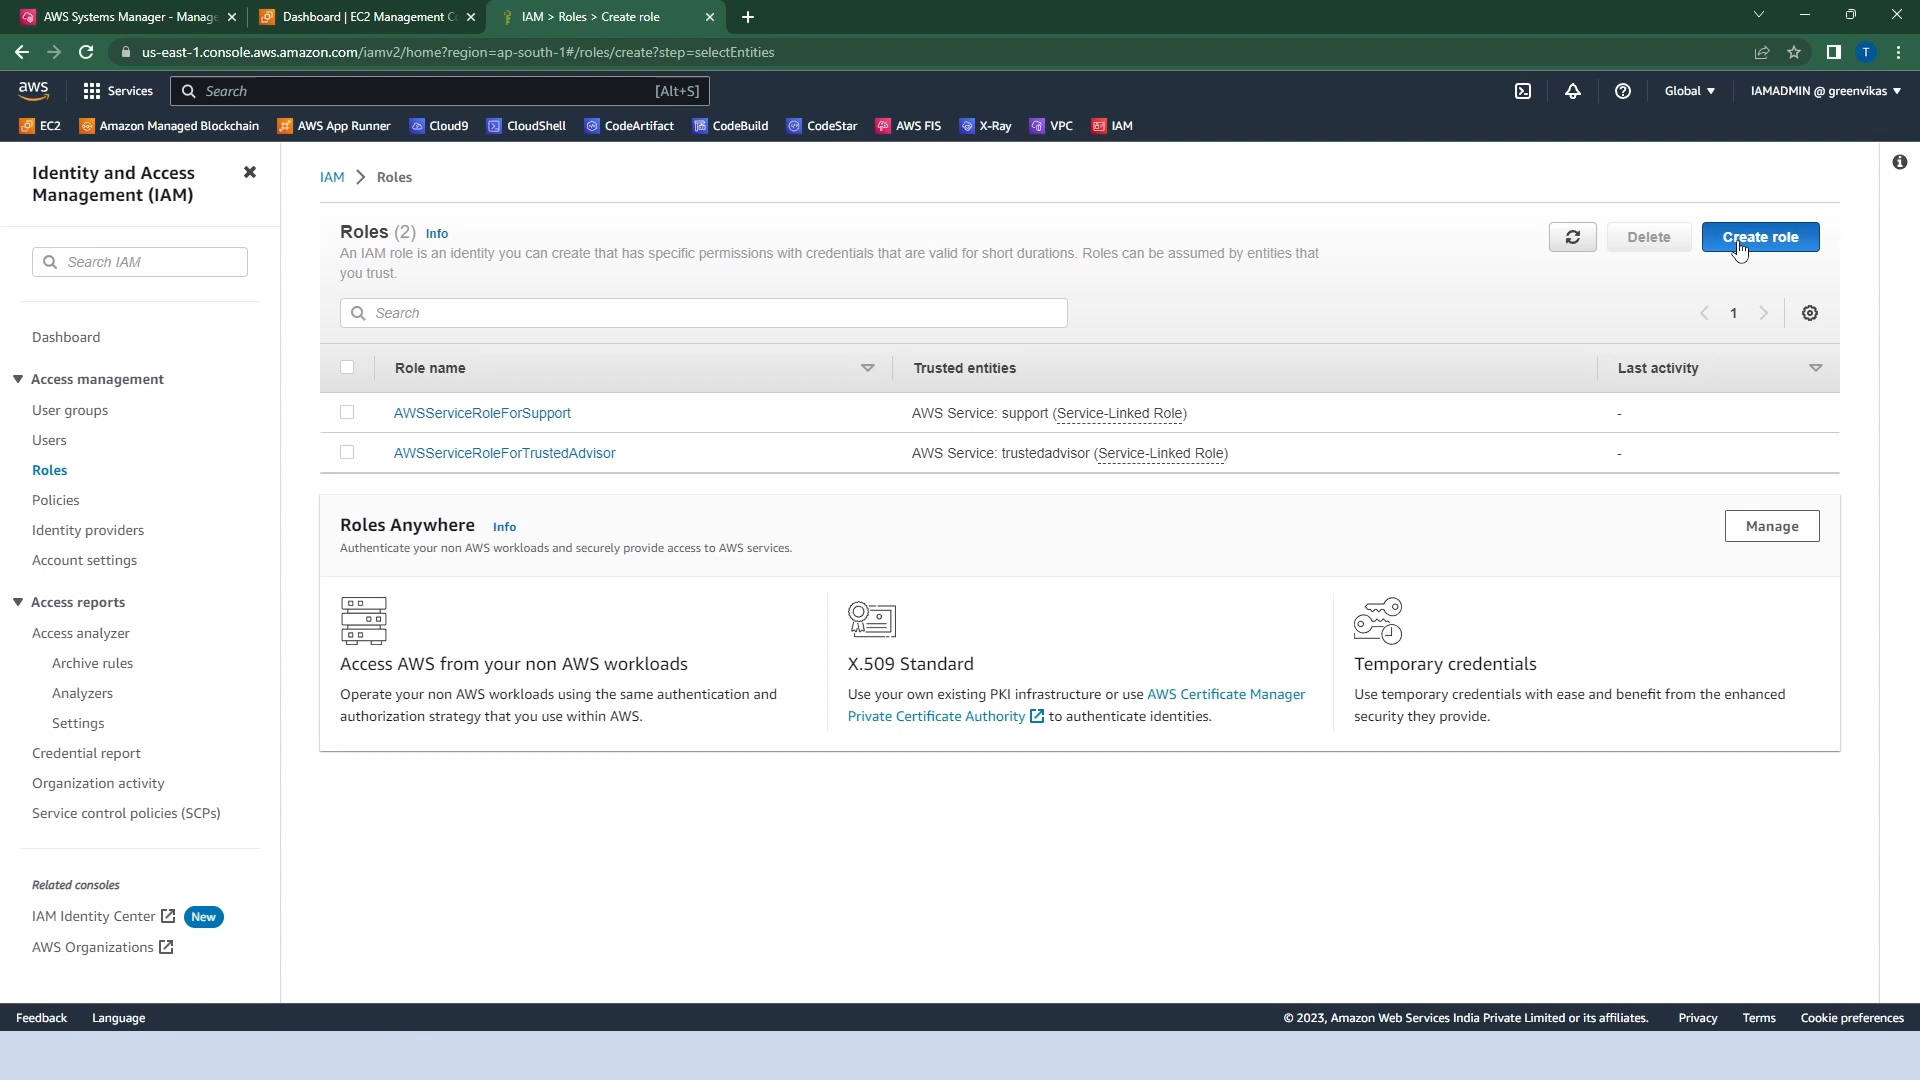 AWS Systems Manager - Manage
Dashboard | EC2 Management C
IAM > Roles > Create role
us-east-1.console.aws.amazon.com/iamv2/home?region=ap-south-1#/roles/create?step=selectEntities
T
aws
Services
Search
[Alt+S]
Global
IAMADMIN @ greenvikas
EC2
Amazon Managed Blockchain
AWS App Runner
Cloud9
CloudShell
CodeArtifact
CodeBuild
CodeStar
AWS FIS
X-Ray
VPC
IAM
Identity and Access
Management (IAM)
Search IAM
Dashboard
Access management
User groups
Users
Roles
Policies
Identity providers
Account settings
Access reports
Access analyzer
Archive rules
Analyzers
Settings
Credential report
Organization activity
Service control policies (SCPs)
Related consoles
IAM Identity Center
New
AWS Organizations
IAM > Roles
Roles (2) Info
An IAM role is an identity you can create that has specific permissions with credentials that are valid for short durations. Roles can be assumed by entities that
you trust.
Delete
Create role
Search
1
Role name
Trusted entities
Last activity
AWSServiceRoleForSupport
AWS Service: support (Service-Linked Role)
-
AWSServiceRoleForTrustedAdvisor
AWS Service: trustedadvisor (Service-Linked Role)
-
Roles Anywhere Info
Authenticate your non AWS workloads and securely provide access to AWS services.
Manage
Access AWS from your non AWS workloads
Operate your non AWS workloads using the same authentication and
authorization strategy that you use within AWS.
X.509 Standard
Use your own existing PKI infrastructure or use AWS Certificate Manager
Private Certificate Authority to authenticate identities.
Temporary credentials
Use temporary credentials with ease and benefit from the enhanced
security they provide.
Feedback
Language
© 2023, Amazon Web Services India Private Limited or its affiliates.
Privacy
Terms
Cookie preferences